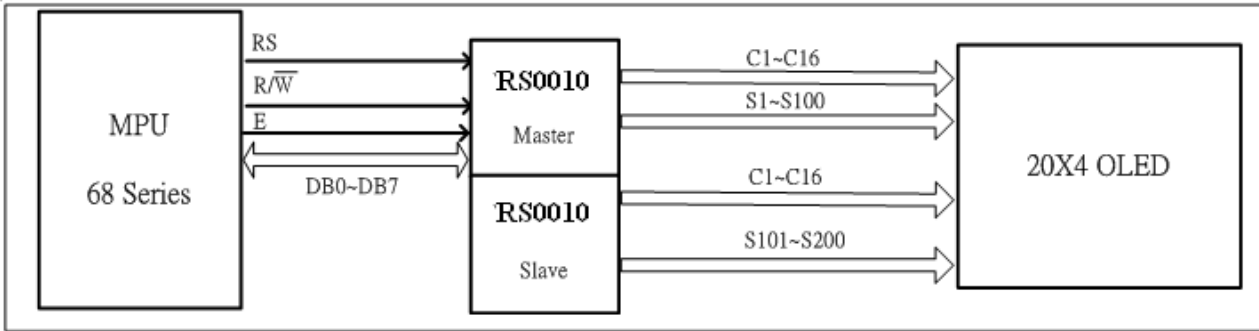 MPU
68 Series
RS
R/W̅
E
DB0~DB7
RS0010
Master
RS0010
Slave
C1~C16
S1~S100
C1~C16
S101~S200
20X4 OLED